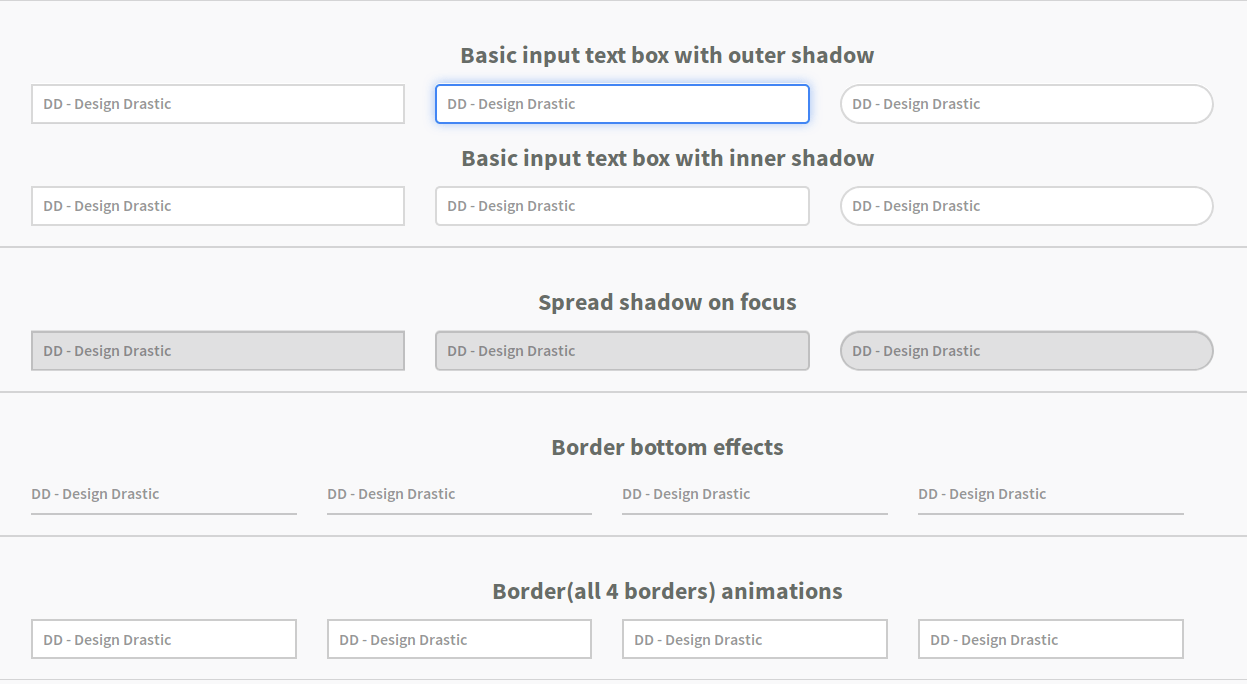 Basic input text box with outer shadow
DD - Design Drastic
DD - Design Drastic
DD - Design Drastic
Basic input text box with inner shadow
DD - Design Drastic
DD - Design Drastic
DD - Design Drastic
Spread shadow on focus
DD - Design Drastic
DD - Design Drastic
DD - Design Drastic
Border bottom effects
DD - Design Drastic
DD - Design Drastic
DD - Design Drastic
DD - Design Drastic
Border(all 4 borders) animations
DD - Design Drastic
DD - Design Drastic
DD - Design Drastic
DD - Design Drastic